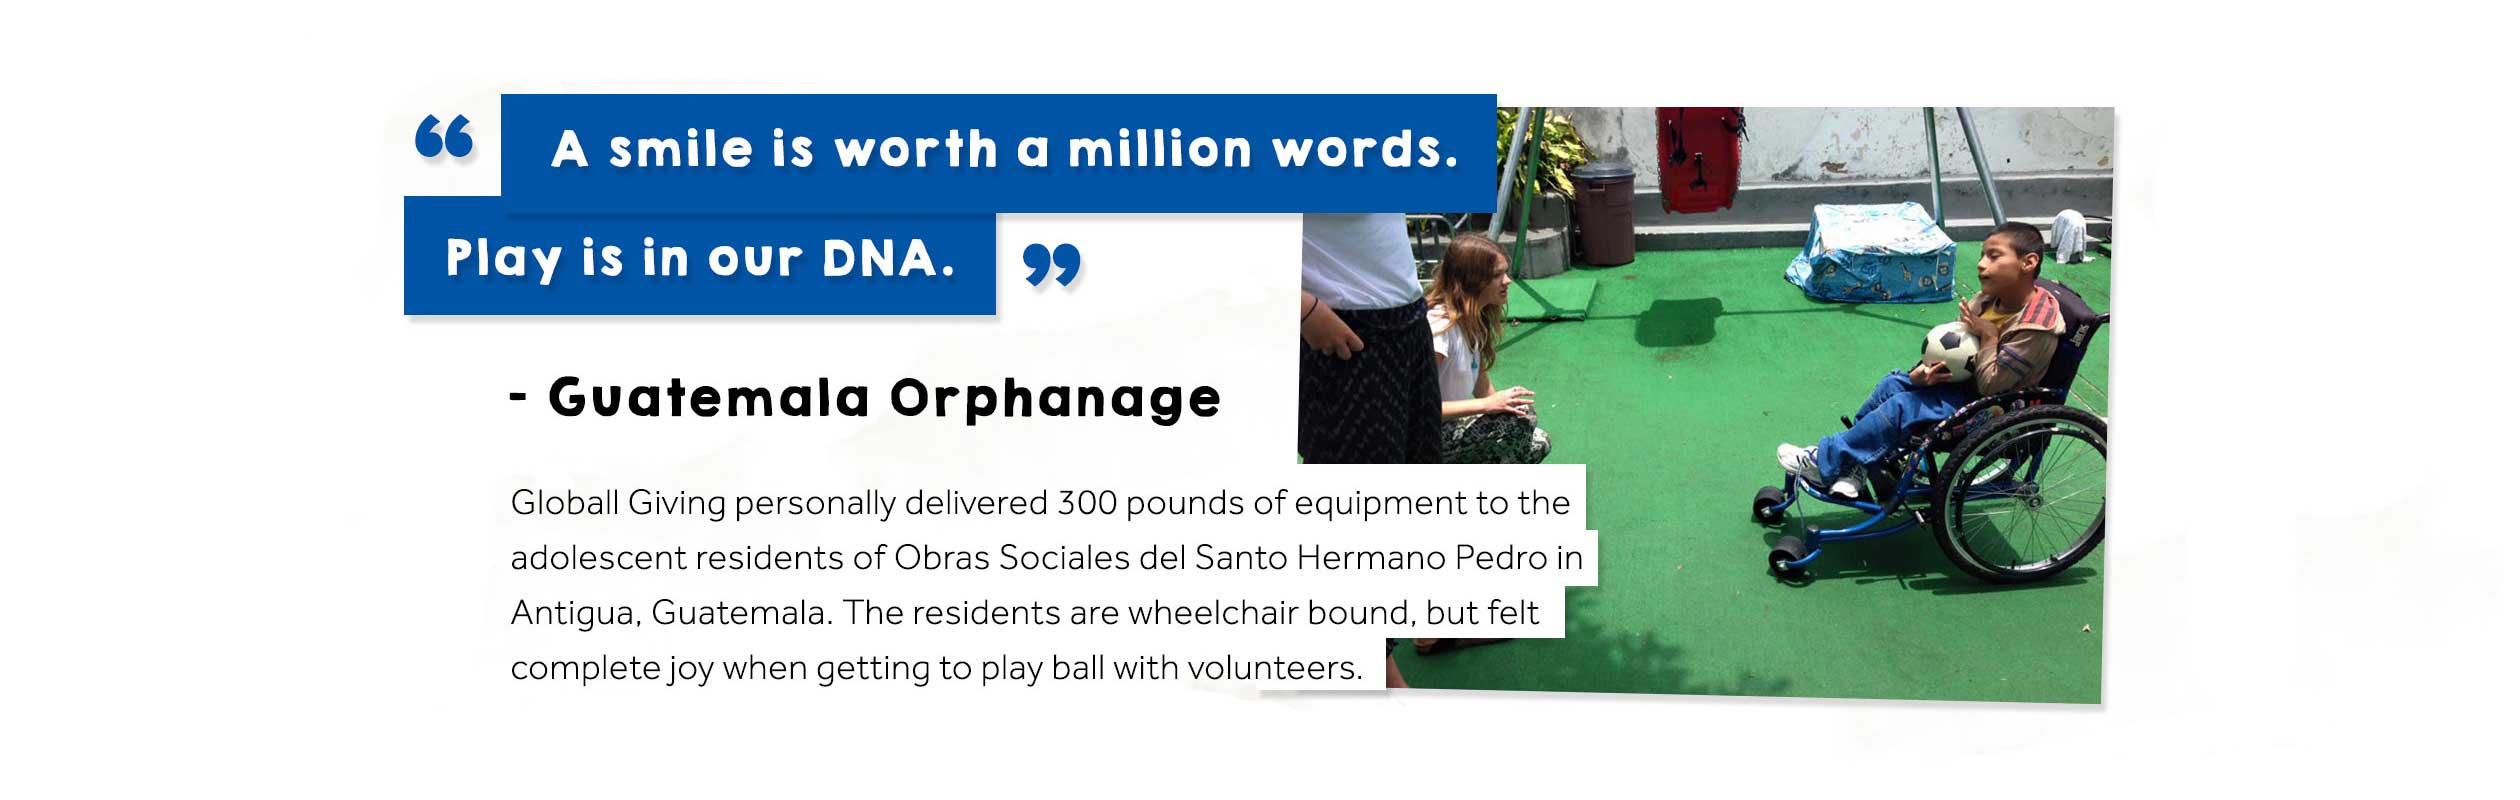 “ A smile is worth a million words.
Play is in our DNA. ”
- Guatemala Orphanage
Globall Giving personally delivered 300 pounds of equipment to the
adolescent residents of Obras Sociales del Santo Hermano Pedro in
Antigua, Guatemala. The residents are wheelchair bound, but felt
complete joy when getting to play ball with volunteers.